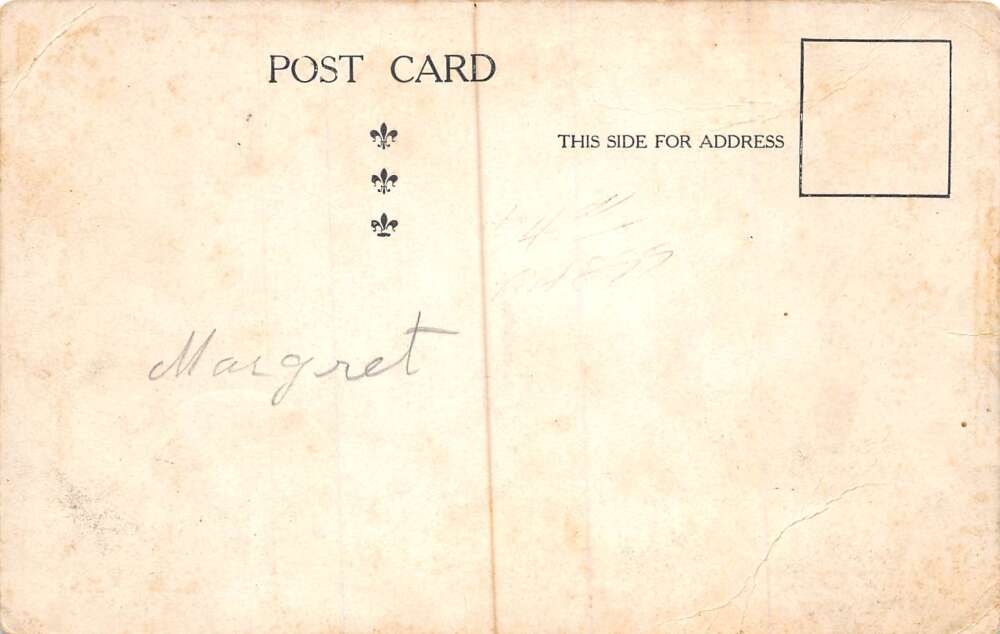 POST CARD
THIS SIDE FOR ADDRESS
Margret